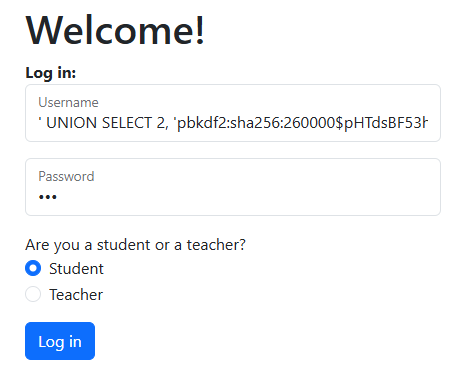 Welcome!
Log in:
Username
' UNION SELECT 2, 'pbkdf2:sha256:260000$pHTdsBF53h
Password
•••
Are you a student or a teacher?
Student
Teacher
Log in